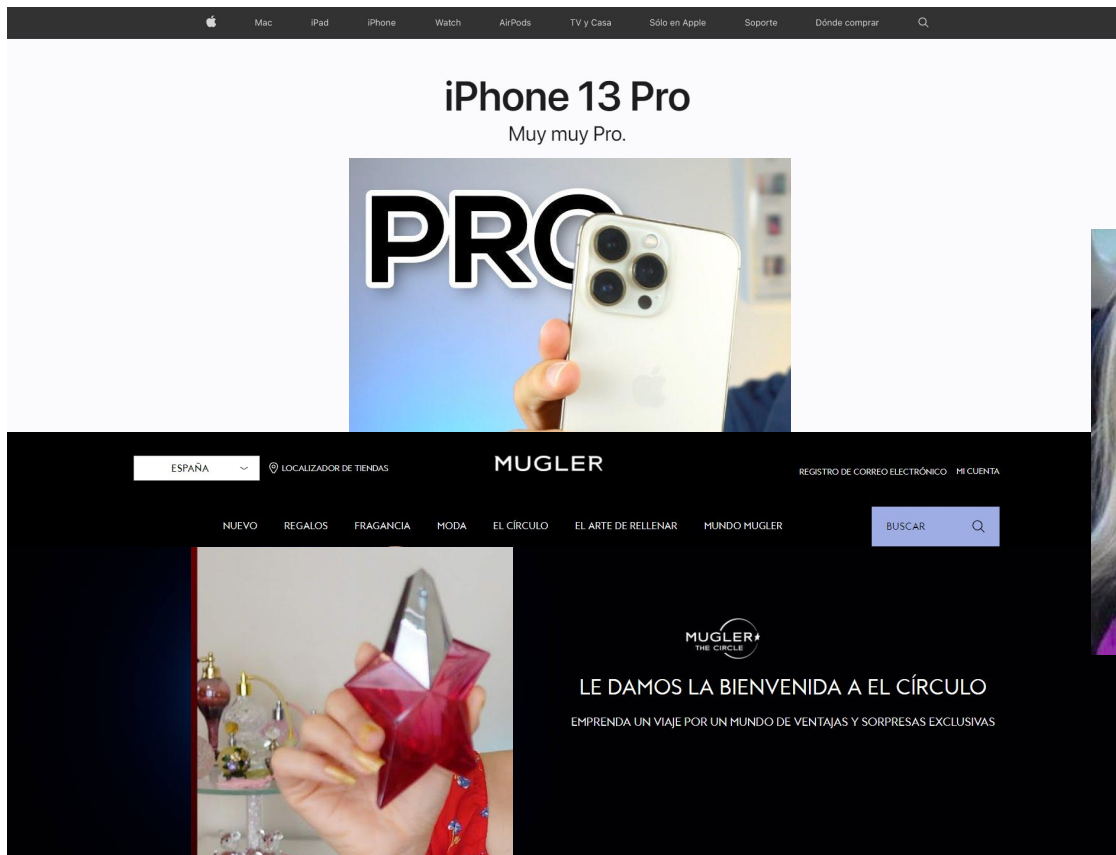 Mac iPad iPhone Watch AirPods TV y Casa Sólo en Apple Soporte Dónde comprar
iPhone 13 Pro
Muy muy Pro.
PRO
ESPAÑA LOCALIZADOR DE TIENDAS MUGLER REGISTRO DE CORREO ELECTRÓNICO MI CUENTA
NUEVO REGALOS FRAGANCIA MODA EL CÍRCULO EL ARTE DE RELLENAR MUNDO MUGLER BUSCAR
MUGLER
THE CIRCLE
LE DAMOS LA BIENVENIDA A EL CÍRCULO
EMPRENDA UN VIAJE POR UN MUNDO DE VENTAJAS Y SORPRESAS EXCLUSIVAS